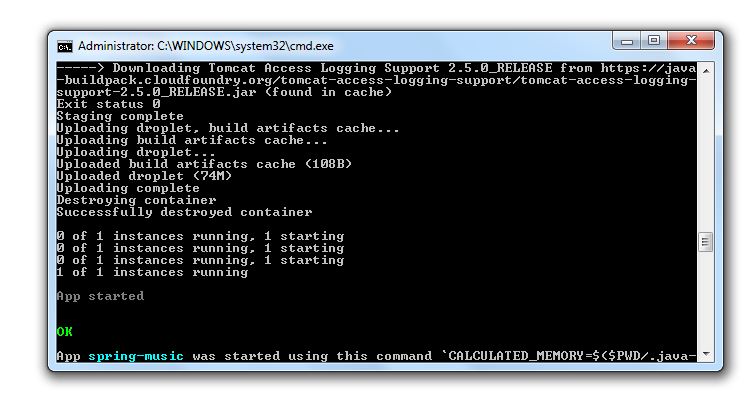 Administrator: C:\WINDOWS\system32\cmd.exe
-----> Downloading Tomcat Access Logging Support 2.5.0_RELEASE from https://java
-buildpack.cloudfoundry.org/tomcat-access-logging-support/tomcat-access-logging-
support-2.5.0_RELEASE.jar (found in cache)
Exit status 0
Staging complete
Uploading droplet, build artifacts cache...
Uploading build artifacts cache...
Uploading droplet...
Uploaded build artifacts cache (108B)
Uploaded droplet (74M)
Uploading complete
Destroying container
Successfully destroyed container
0 of 1 instances running, 1 starting
0 of 1 instances running, 1 starting
0 of 1 instances running, 1 starting
1 of 1 instances running
App started
OK
App spring-music was started using this command `CALCULATED_MEMORY=$($PWD/.java-